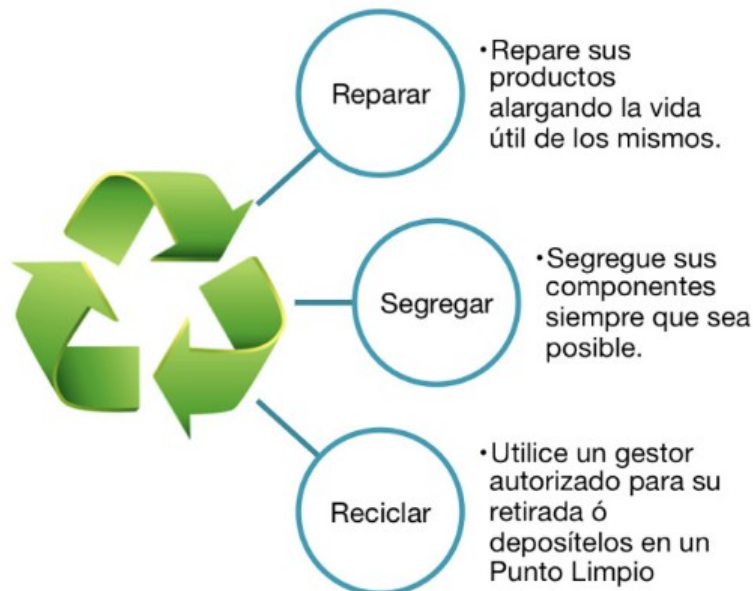 Reparar
•Repare sus
productos
alargando la vida
útil de los mismos.
Segregar
•Segregue sus
componentes
siempre que sea
posible.
Reciclar
•Utilice un gestor
autorizado para su
retirada ó
deposítelos en un
Punto Limpio